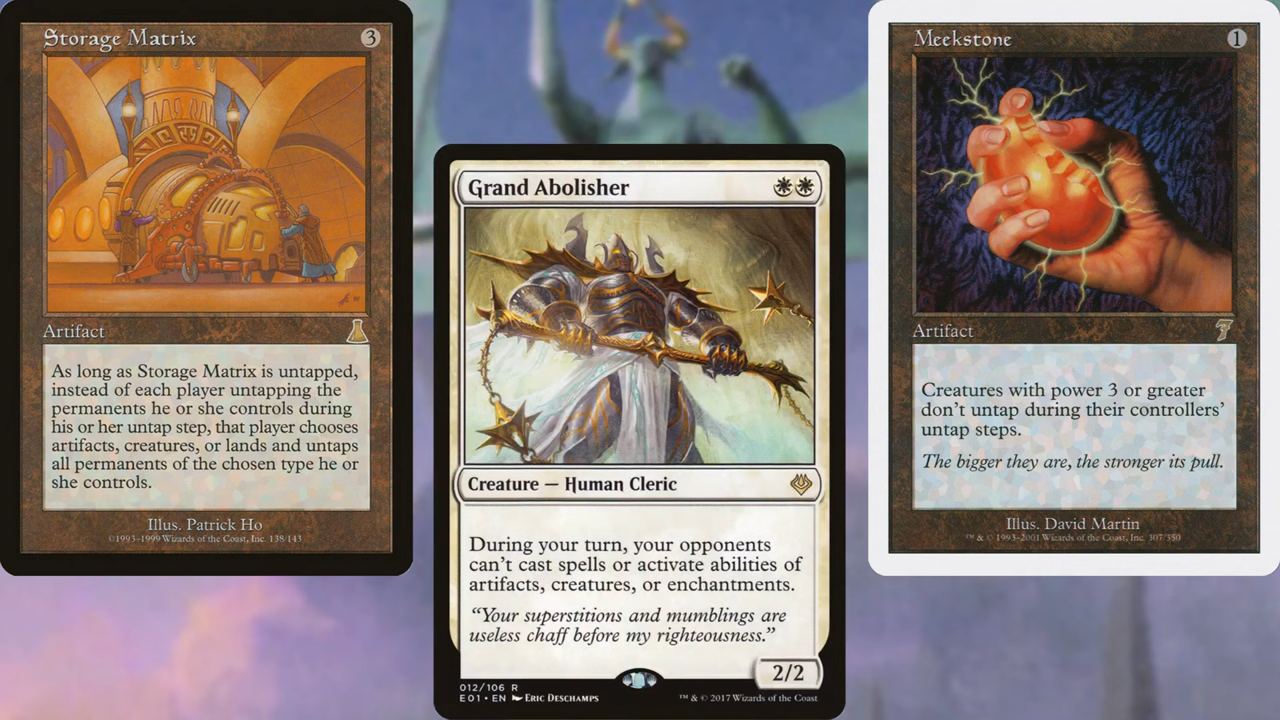 Storage Matrix 3
Artifact
As long as Storage Matrix is untapped,
instead of each player untapping the
permanents he or she controls during
his or her untap step, that player chooses
artifacts, creatures, or lands and untaps
all permanents of the chosen type he or
she controls.
Illus. Patrick Ho
©1993-1999 Wizards of the Coast, Inc. 138/143
Grand Abolisher
Creature — Human Cleric
During your turn, your opponents
can't cast spells or activate abilities of
artifacts, creatures, or enchantments.
"Your superstitions and mumblings are
useless chaff before my righteousness."
2/2
012/106 R
E01 • EN Eric Deschamps ™ & © 2017 Wizards of the Coast
Meekstone 1
Artifact
Creatures with power 3 or greater
don't untap during their controllers'
untap steps.
The bigger they are, the stronger its pull.
Illus. David Martin
™ & © 1993-2001 Wizards of the Coast, Inc. 307/350